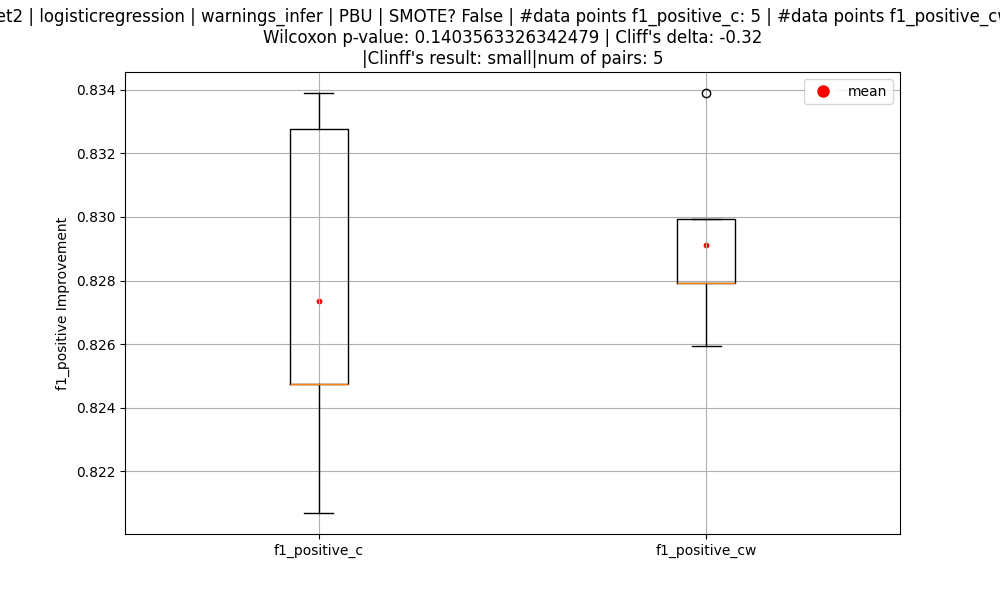 et2 | logisticregression | warnings_infer | PBU | SMOTE? False | #data points f1_positive_c: 5 | #data points f1_positive_cw
Wilcoxon p-value: 0.1403563326342479 | Cliff's delta: -0.32
|Clinff's result: small|num of pairs: 5
mean
0.834
0.832
0.830
0.828
0.826
0.824
0.822
f1_positive Improvement
f1_positive_c
f1_positive_cw